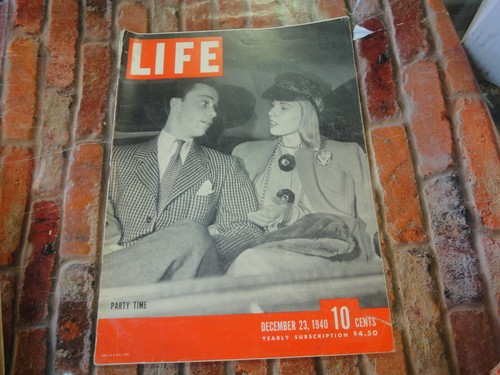 LIFE
PARTY TIME
DECEMBER 23, 1940 10 CENTS
YEARLY SUBSCRIPTION $4.50